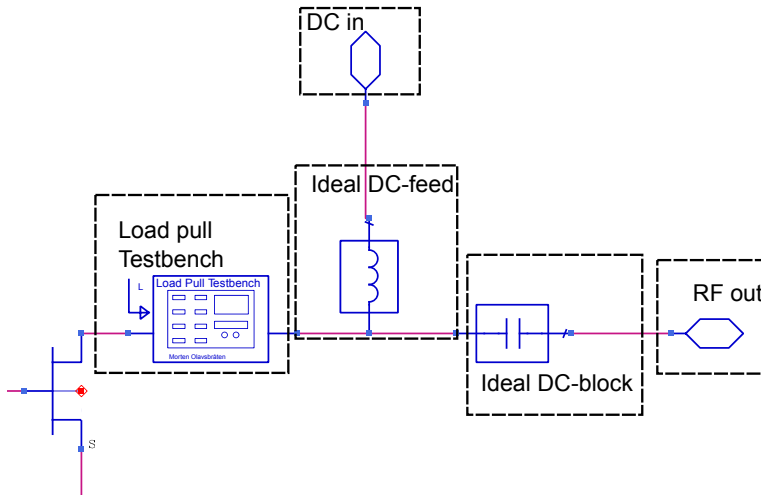 DC in
Ideal DC-feed
Load pull
Testbench
L
Load Pull Testbench
Morten Olavsbråten
RF out
Ideal DC-block
S